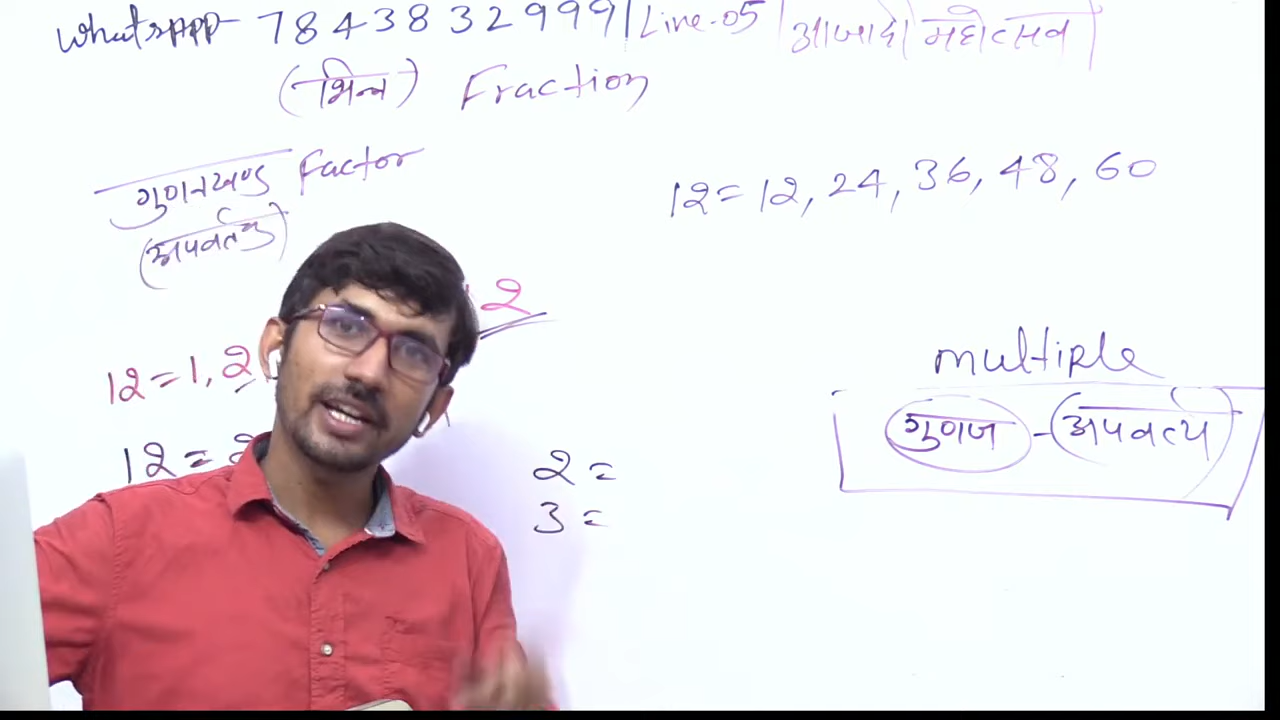 Whatsapp - 7843832999 | Line-05 | आजादी महोत्सव |
(भिन्न) Fraction
गुणनखण्ड Factor
(अपवर्तक)
12 = 12, 24, 36, 48, 60
2
12 = 1, 2
12 = 2
multiple
गुणज - (अपवर्त्य)
2 =
3 =